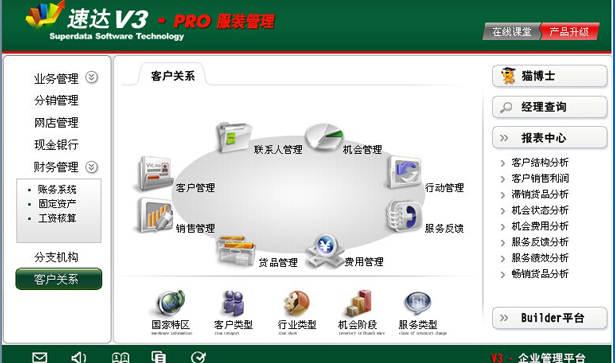 速达V3·PRO 服装管理
Superdata Software Technology
在线课堂 产品升级
业务管理
分销管理
网店管理
现金银行
财务管理
账务系统
固定资产
工资核算
分支机构
客户关系
客户关系
联系人管理
机会管理
客户管理
行动管理
销售管理
服务反馈
货品管理
费用管理
国家特区
客户类型
行业类型
机会阶段
服务类型
猫博士
经理查询
报表中心
客户结构分析
客户销售利润
滞销货品分析
机会状态分析
机会费用分析
服务反馈分析
服务绩效分析
畅销货品分析
Builder平台
V3·企业管理平台